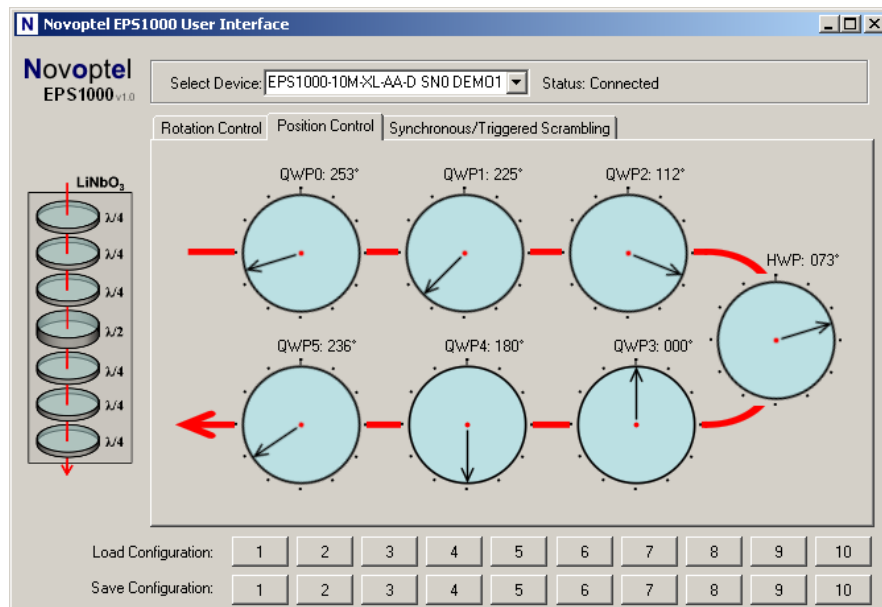 N Novoptel EPS1000 User Interface
Novoptel
EPS1000 v1.0
Select Device: EPS1000-10M-XL-AA-D SN0 DEMO1 Status: Connected
Rotation Control Position Control Synchronous/Triggered Scrambling
LiNbO3
λ/4
λ/4
λ/4
λ/2
λ/4
λ/4
λ/4
QWP0: 253° QWP1: 225° QWP2: 112°
HWP: 073°
QWP5: 236° QWP4: 180° QWP3: 000°
Load Configuration: 1 2 3 4 5 6 7 8 9 10
Save Configuration: 1 2 3 4 5 6 7 8 9 10